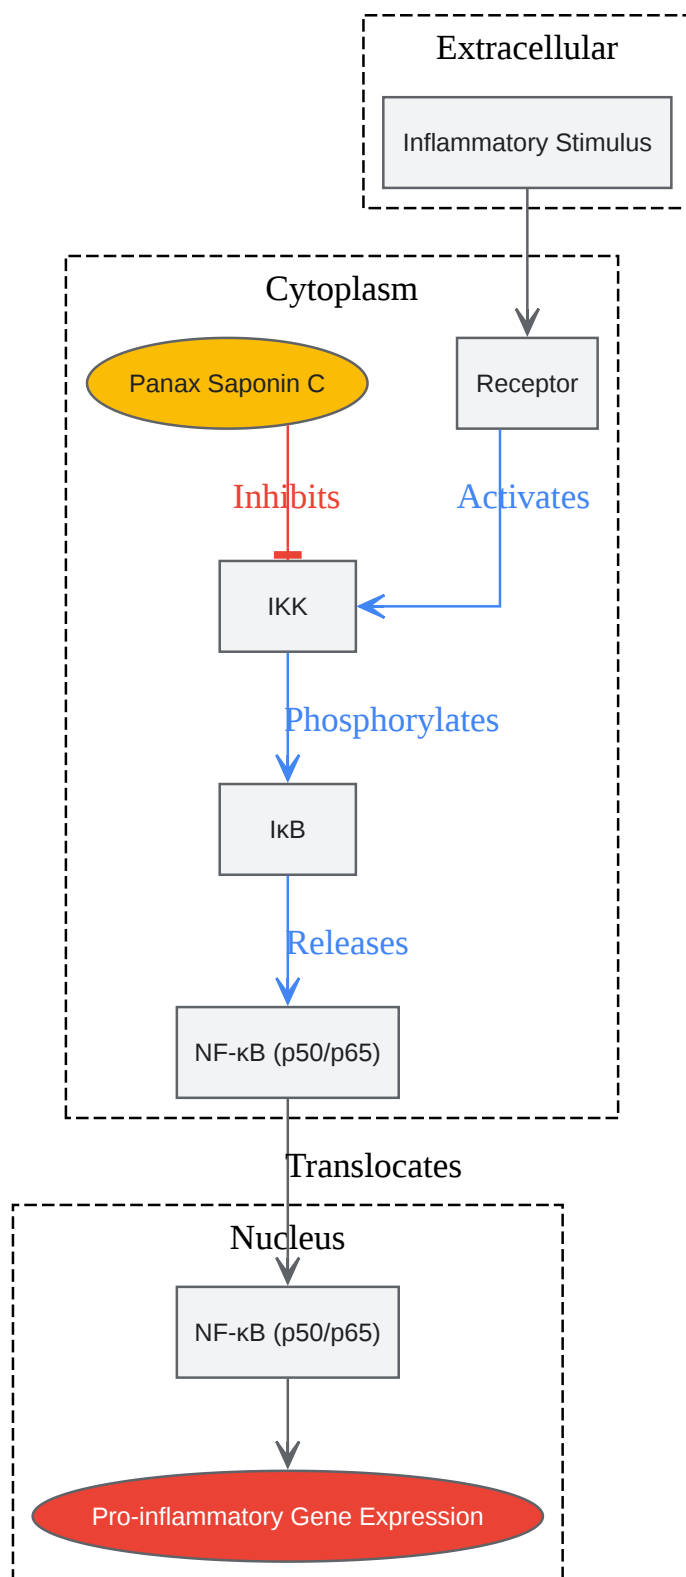 Extracellular
Inflammatory Stimulus
Cytoplasm
Panax Saponin C
Receptor
Inhibits
Activates
IKK
Phosphorylates
IκB
Releases
NF-κB (p50/p65)
Translocates
Nucleus
NF-κB (p50/p65)
Pro-inflammatory Gene Expression